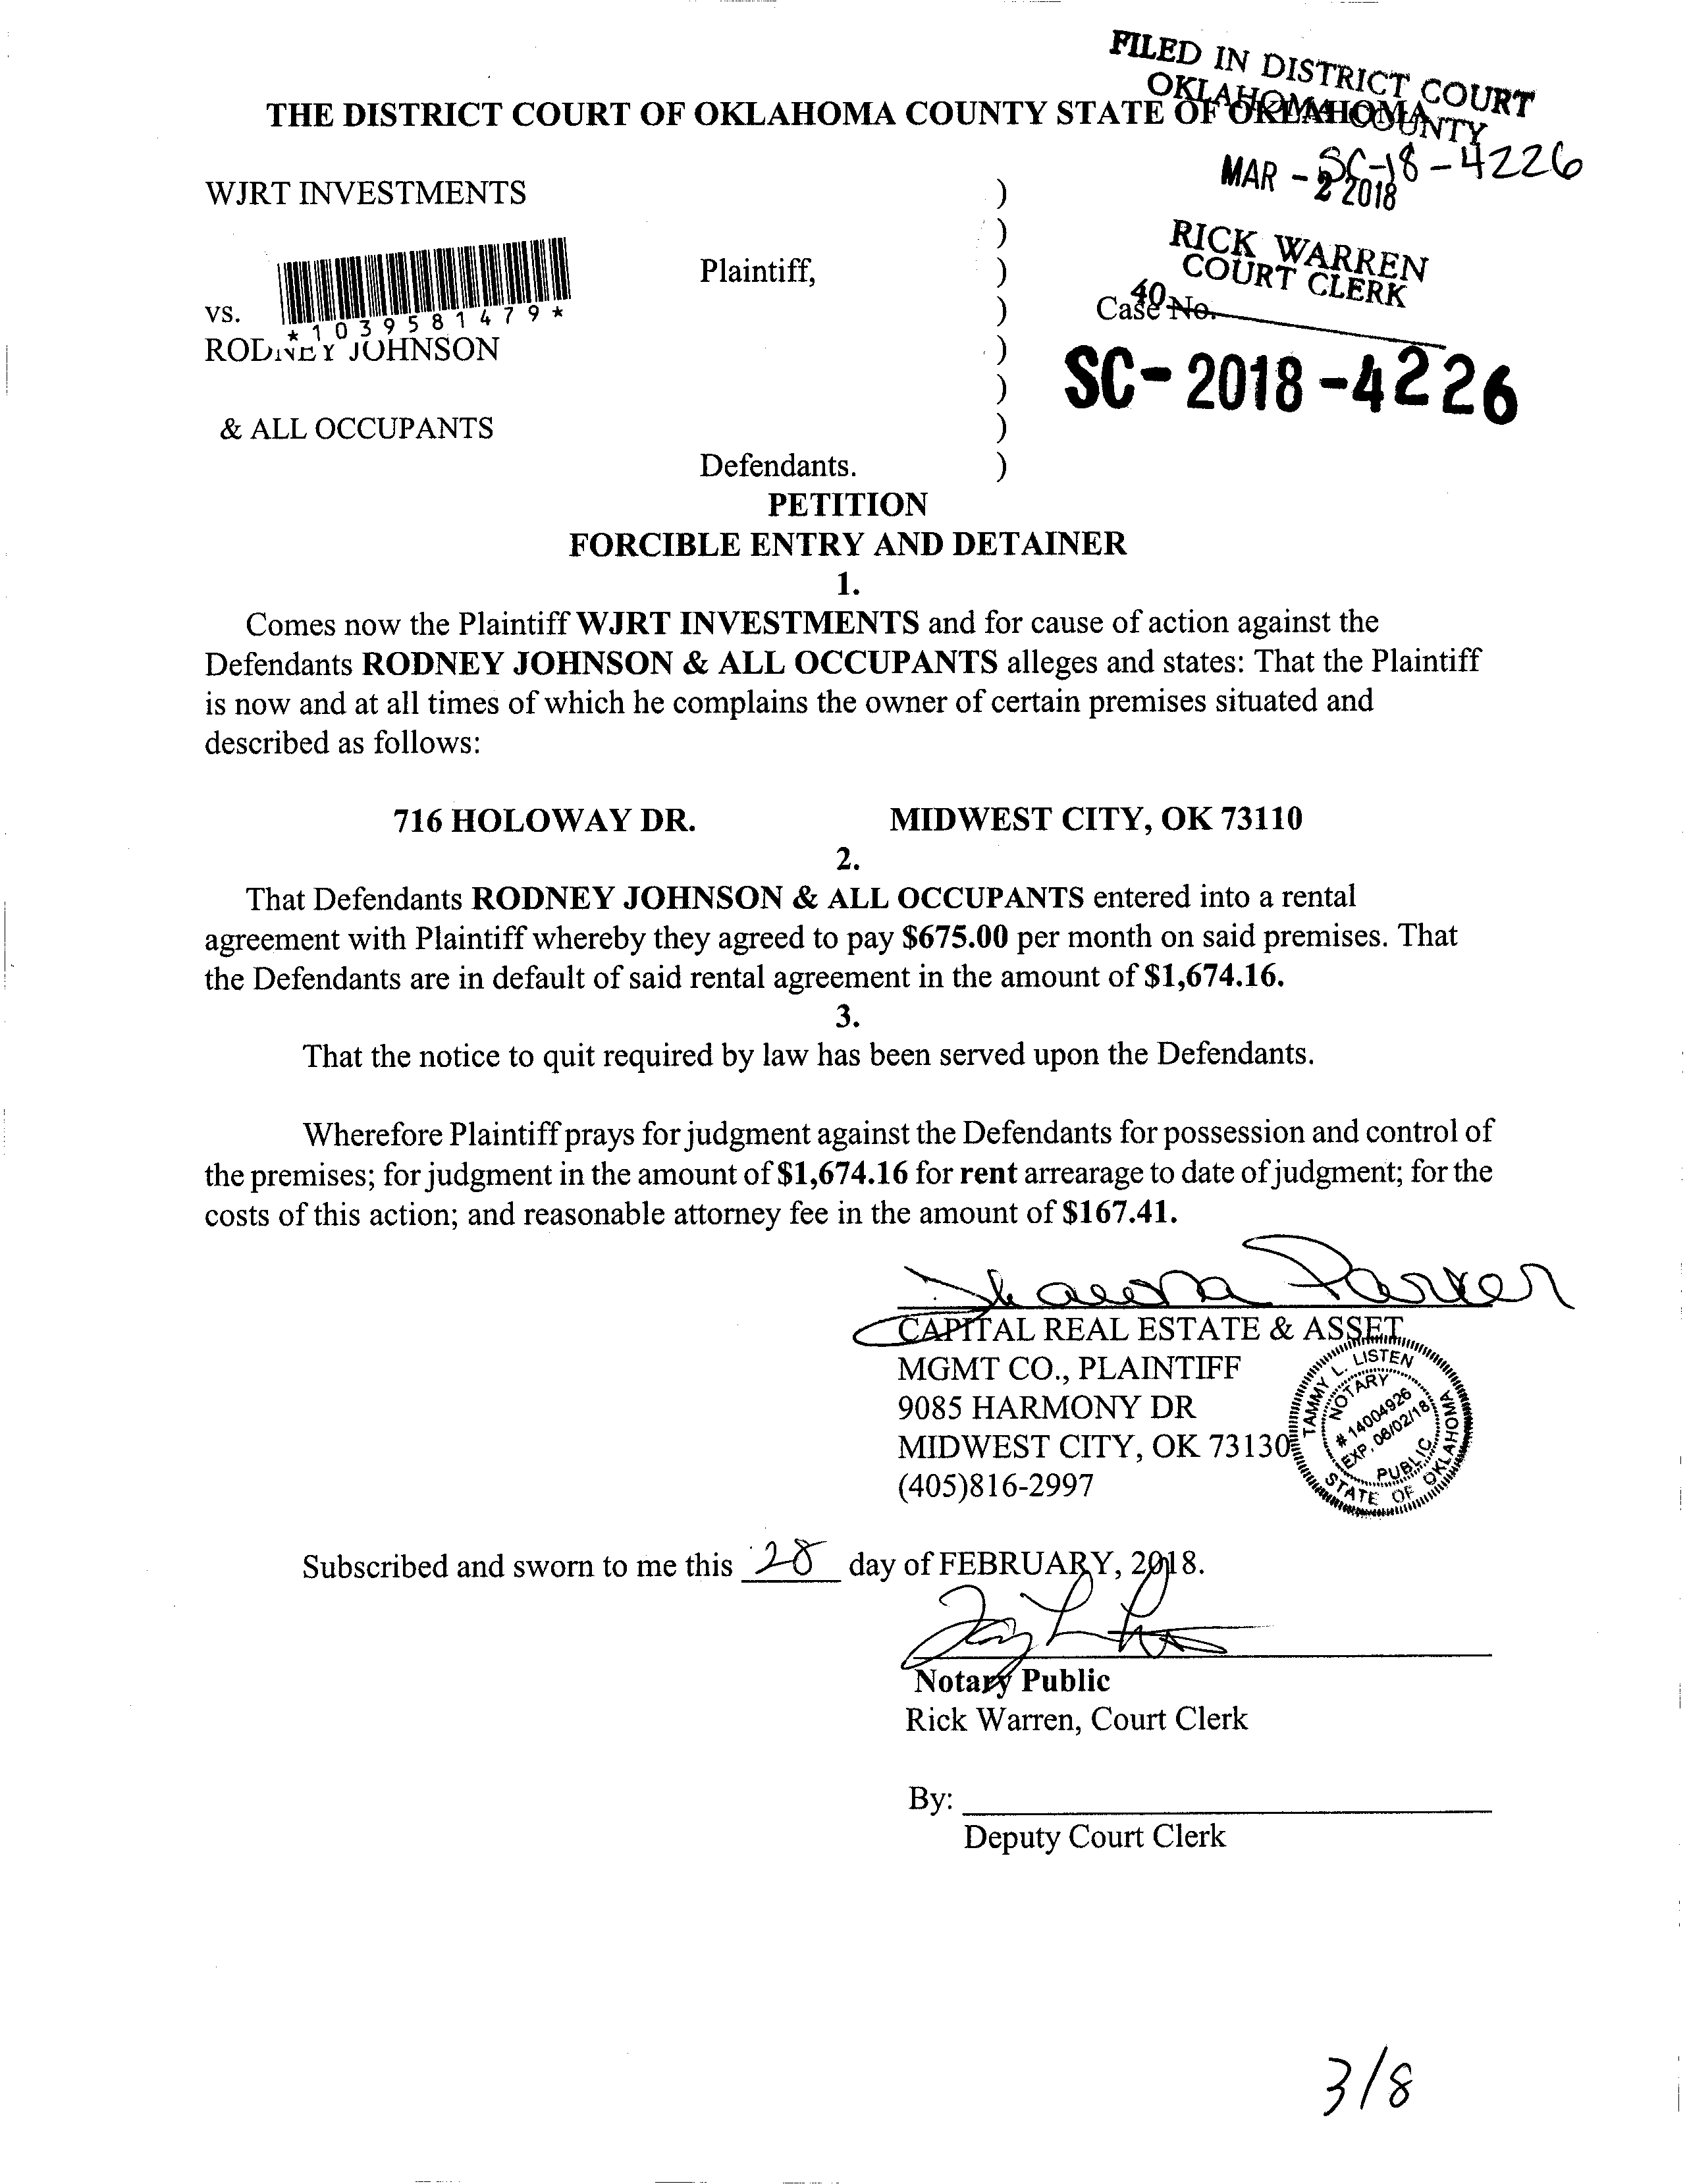 FILED IN DISTRICT COURT
OKLAHOMA COUNTY
THE DISTRICT COURT OF OKLAHOMA COUNTY STATE OF OKLAHOMA
MAR - 2 2018
SC-18-4226
WJRT INVESTMENTS )
)
RICK WARREN
COURT CLERK
Plaintiff, )
40
vs. ) Case No.
*1039581479*
RODNEY JOHNSON )
SC-2018-4226
)
& ALL OCCUPANTS )
Defendants. )
PETITION
FORCIBLE ENTRY AND DETAINER
1.
Comes now the Plaintiff WJRT INVESTMENTS and for cause of action against the
Defendants RODNEY JOHNSON & ALL OCCUPANTS alleges and states: That the Plaintiff
is now and at all times of which he complains the owner of certain premises situated and
described as follows:
716 HOLOWAY DR. MIDWEST CITY, OK 73110
2.
That Defendants RODNEY JOHNSON & ALL OCCUPANTS entered into a rental
agreement with Plaintiff whereby they agreed to pay $675.00 per month on said premises. That
the Defendants are in default of said rental agreement in the amount of $1,674.16.
3.
That the notice to quit required by law has been served upon the Defendants.
Wherefore Plaintiff prays for judgment against the Defendants for possession and control of
the premises; for judgment in the amount of $1,674.16 for rent arrearage to date of judgment; for the
costs of this action; and reasonable attorney fee in the amount of $167.41.
Shawna Parker
CAPITAL REAL ESTATE & ASSET
MGMT CO., PLAINTIFF
9085 HARMONY DR
MIDWEST CITY, OK 73130
(405)816-2997
TAMMY L. LISTEN
NOTARY
# 14004926
EXP. 06/02/18
PUBLIC
STATE OF OKLAHOMA
Subscribed and sworn to me this 28 day of FEBRUARY, 2018.
Notary Public
Rick Warren, Court Clerk
By:
Deputy Court Clerk
3/8